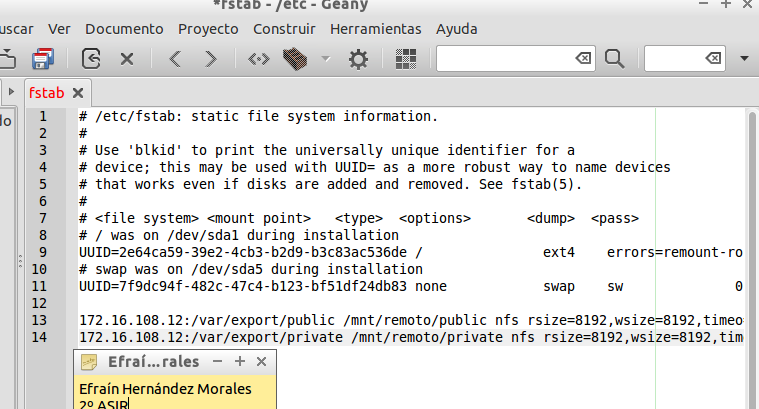 *fstab - /etc - Geany
uscar Ver Documento Proyecto Construir Herramientas Ayuda
do
fstab
1 # /etc/fstab: static file system information.
2 #
3 # Use 'blkid' to print the universally unique identifier for a
4 # device; this may be used with UUID= as a more robust way to name devices
5 # that works even if disks are added and removed. See fstab(5).
6 #
7 # <file system> <mount point>   <type>  <options>       <dump>  <pass>
8 # / was on /dev/sda1 during installation
9 UUID=2e64ca59-39e2-4cb3-b2d9-b3c83ac536de /               ext4    errors=remount-ro
10 # swap was on /dev/sda5 during installation
11 UUID=7f9dc94f-482c-47c4-b123-bf51df24db83 none            swap    sw              0
12
13 172.16.108.12:/var/export/public /mnt/remoto/public nfs rsize=8192,wsize=8192,timeo
14 172.16.108.12:/var/export/private /mnt/remoto/private nfs rsize=8192,wsize=8192,tim
Efraí...rales
Efraín Hernández Morales
2º ASIR